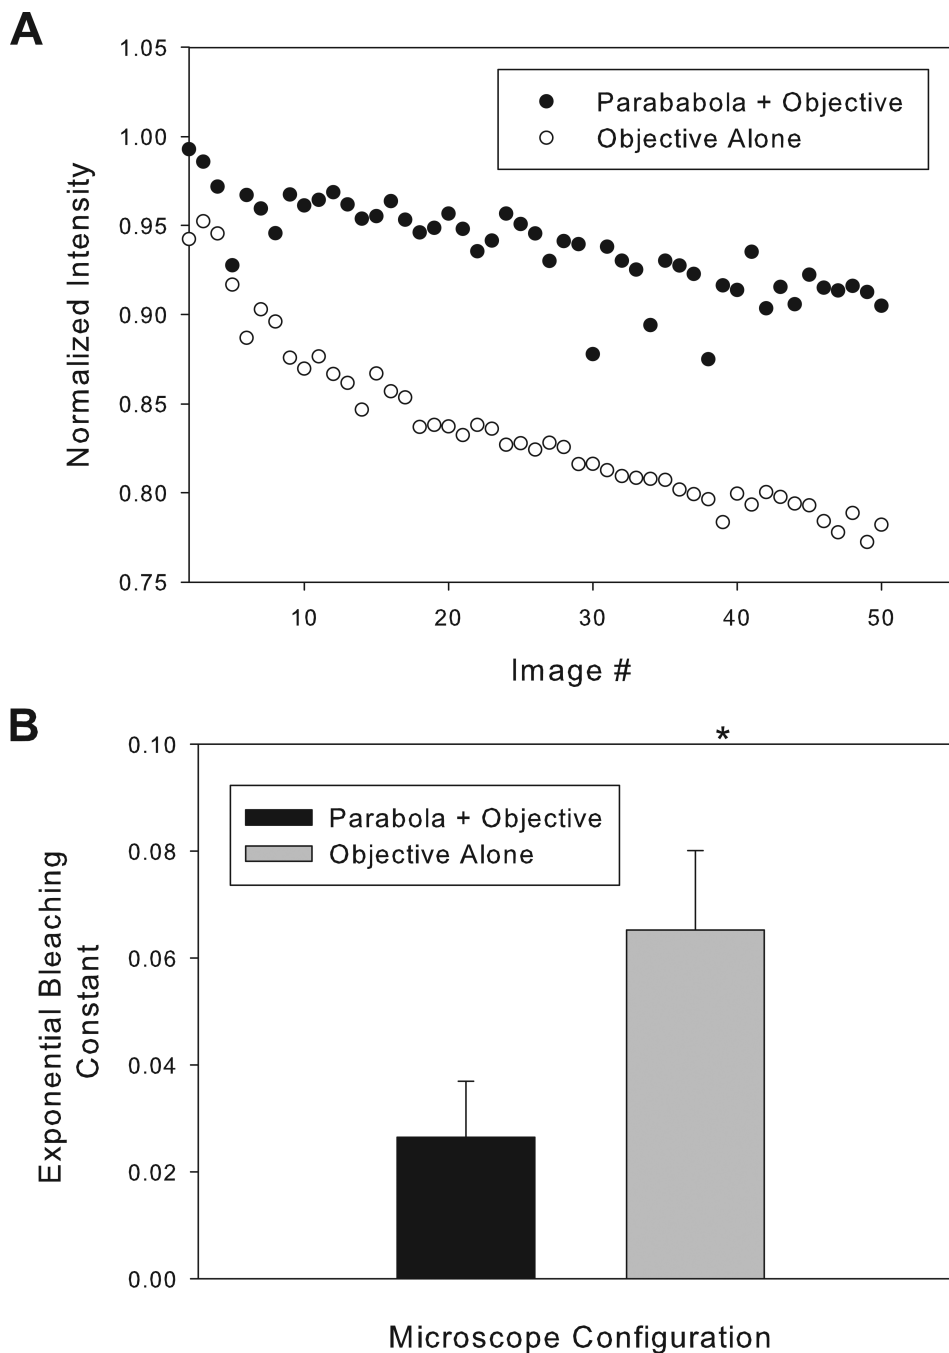 A
1.05
1.00
0.95
0.90
0.85
0.80
0.75
Normalized Intensity
Parababola + Objective
Objective Alone
10 20 30 40 50
Image #
B
*
0.10
0.08
0.06
0.04
0.02
0.00
Exponential Bleaching
Constant
Parabola + Objective
Objective Alone
Microscope Configuration